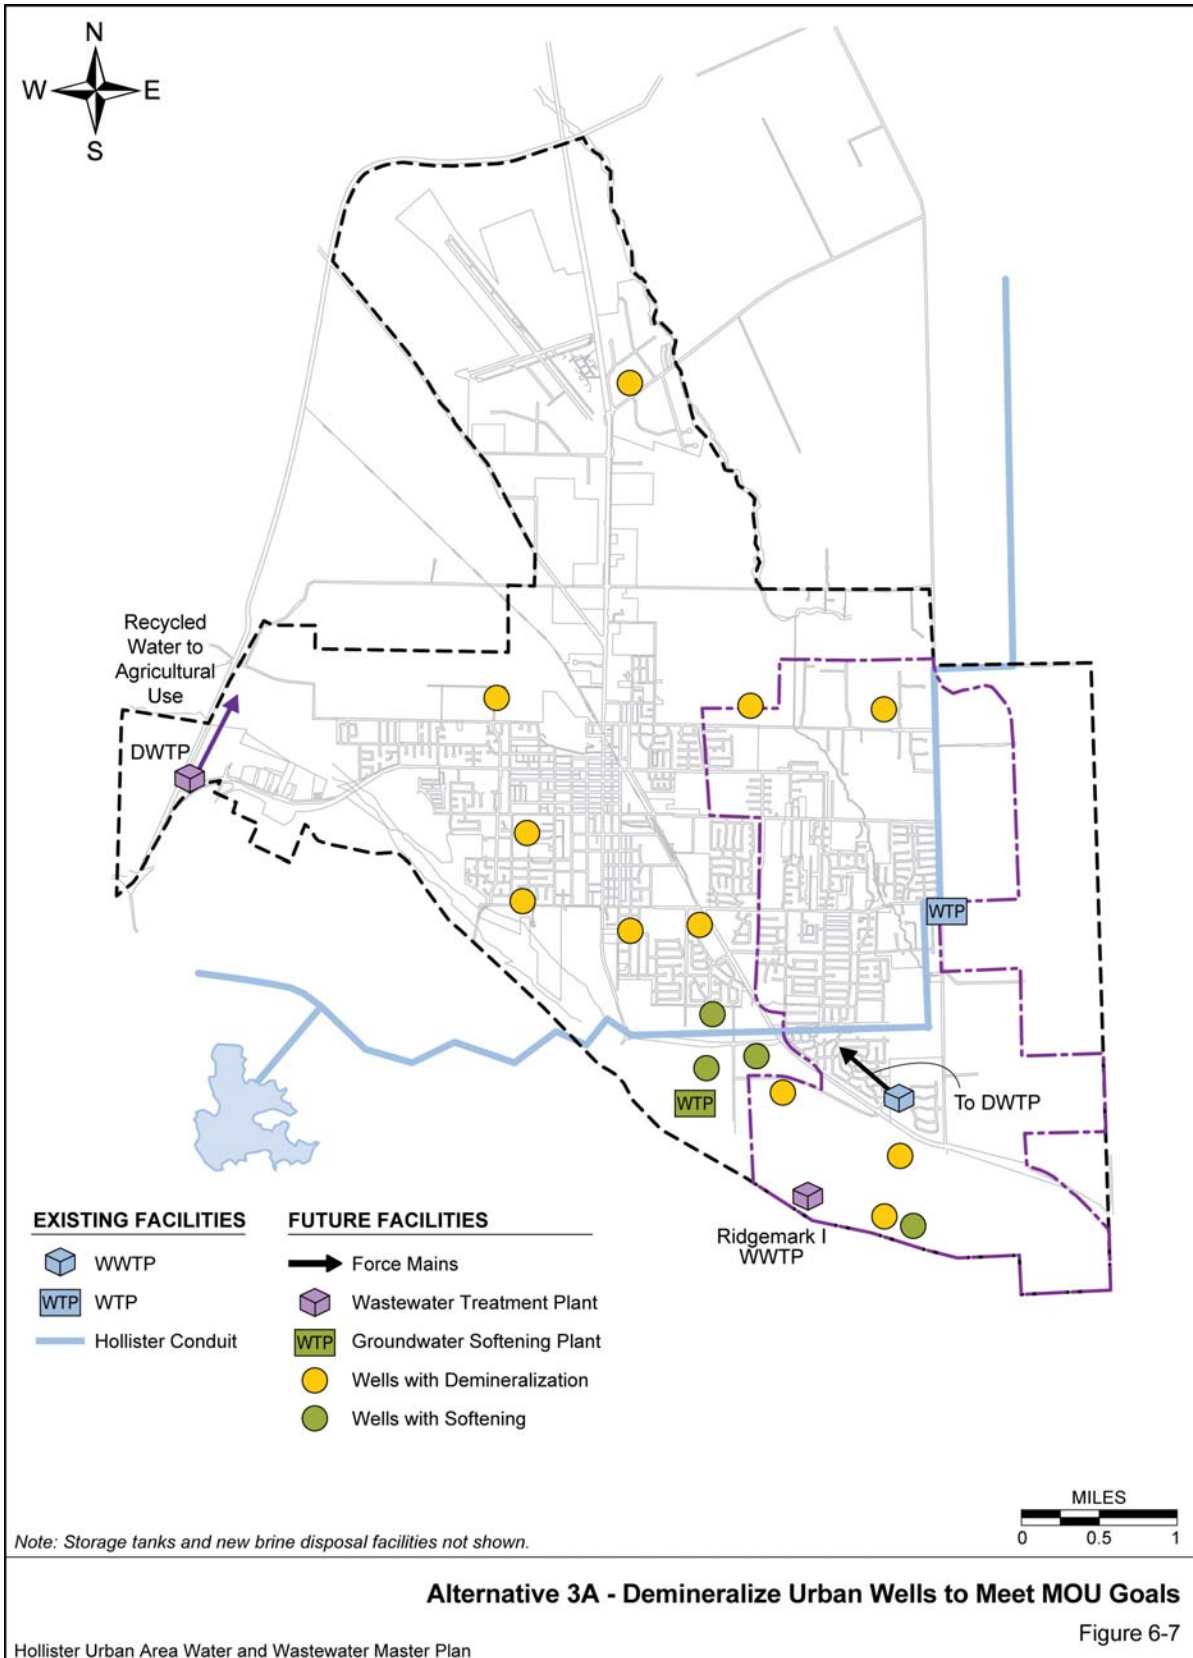 N
W E
S
Recycled
Water to
Agricultural
Use
DWTP
WTP
WTP
To DWTP
Ridgemark I
WWTP
EXISTING FACILITIES
WWTP
WTP WTP
Hollister Conduit
FUTURE FACILITIES
Force Mains
Wastewater Treatment Plant
WTP Groundwater Softening Plant
Wells with Demineralization
Wells with Softening
MILES
0 0.5 1
Note: Storage tanks and new brine disposal facilities not shown.
Alternative 3A - Demineralize Urban Wells to Meet MOU Goals
Figure 6-7
Hollister Urban Area Water and Wastewater Master Plan